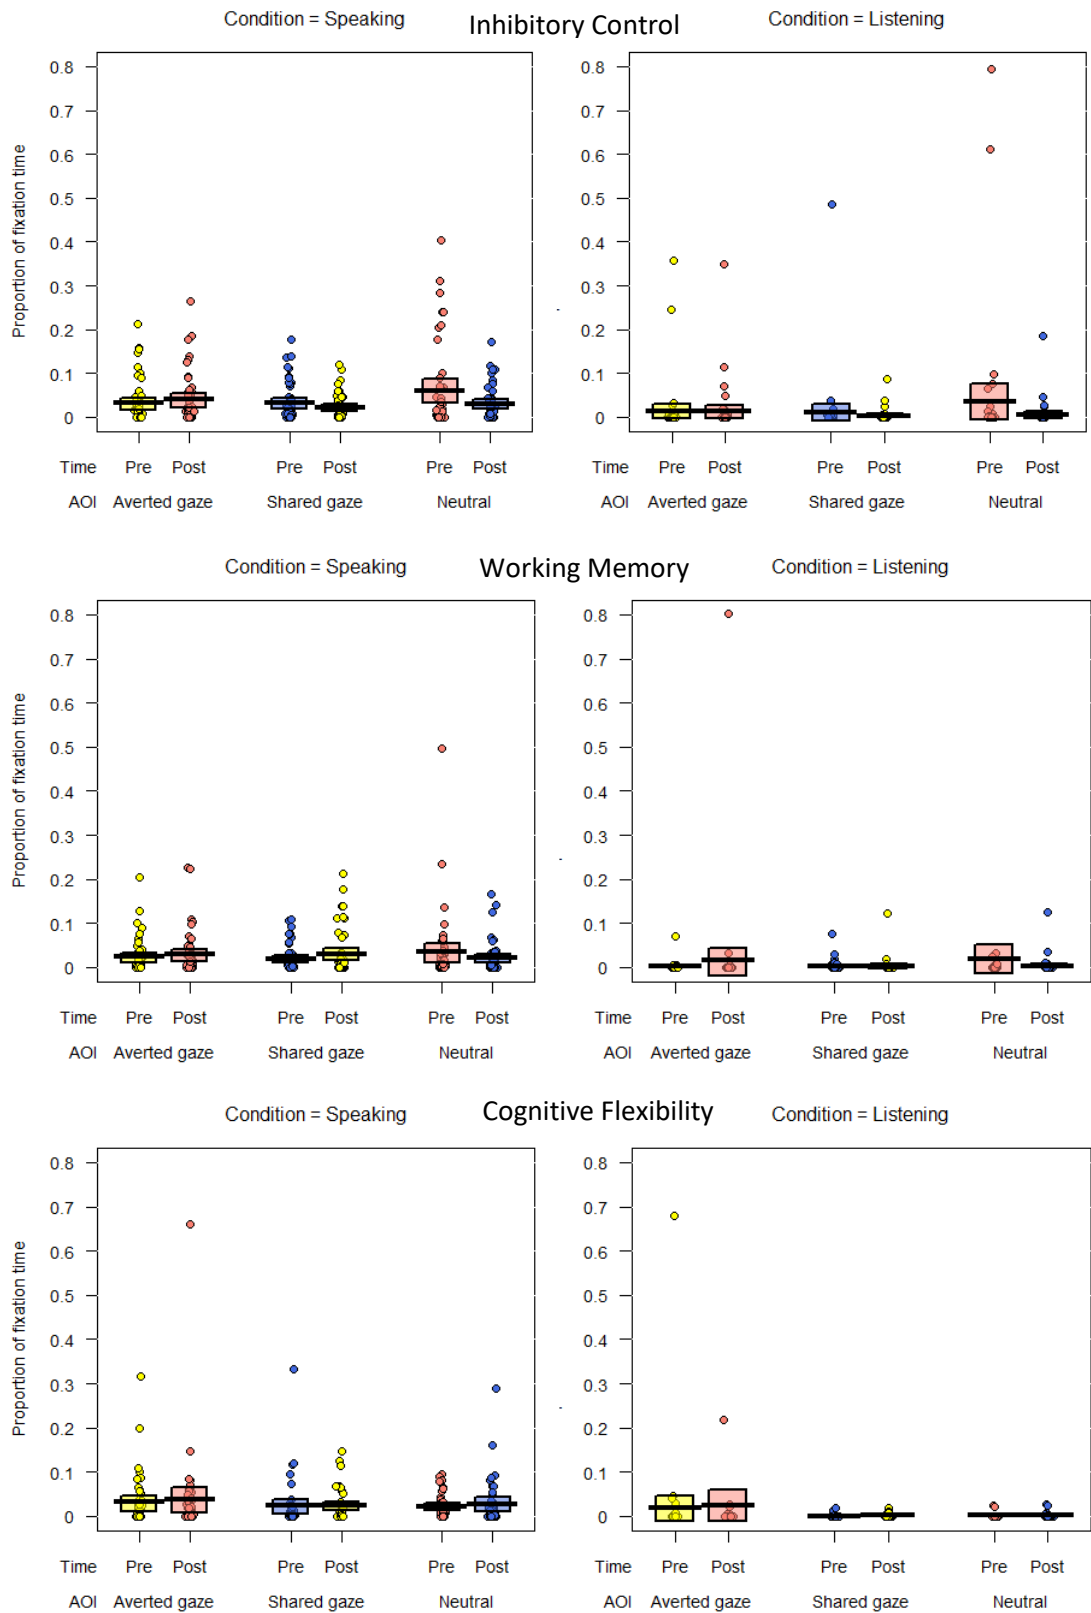 Condition = Speaking Inhibitory Control Condition = Listening
Proportion of fixation time
0.8 0.8
0.7 0.7
0.6 0.6
0.5 0.5
0.4 0.4
0.3 0.3
0.2 0.2
0.1 0.1
0 0
Time Pre Post Pre Post Pre Post Time Pre Post Pre Post Pre Post
AOI Averted gaze Shared gaze Neutral AOI Averted gaze Shared gaze Neutral
Condition = Speaking Working Memory Condition = Listening
Proportion of fixation time
0.8 0.8
0.7 0.7
0.6 0.6
0.5 0.5
0.4 0.4
0.3 0.3
0.2 0.2
0.1 0.1
0 0
Time Pre Post Pre Post Pre Post Time Pre Post Pre Post Pre Post
AOI Averted gaze Shared gaze Neutral AOI Averted gaze Shared gaze Neutral
Condition = Speaking Cognitive Flexibility Condition = Listening
Proportion of fixation time
0.8 0.8
0.7 0.7
0.6 0.6
0.5 0.5
0.4 0.4
0.3 0.3
0.2 0.2
0.1 0.1
0 0
Time Pre Post Pre Post Pre Post Time Pre Post Pre Post Pre Post
AOI Averted gaze Shared gaze Neutral AOI Averted gaze Shared gaze Neutral